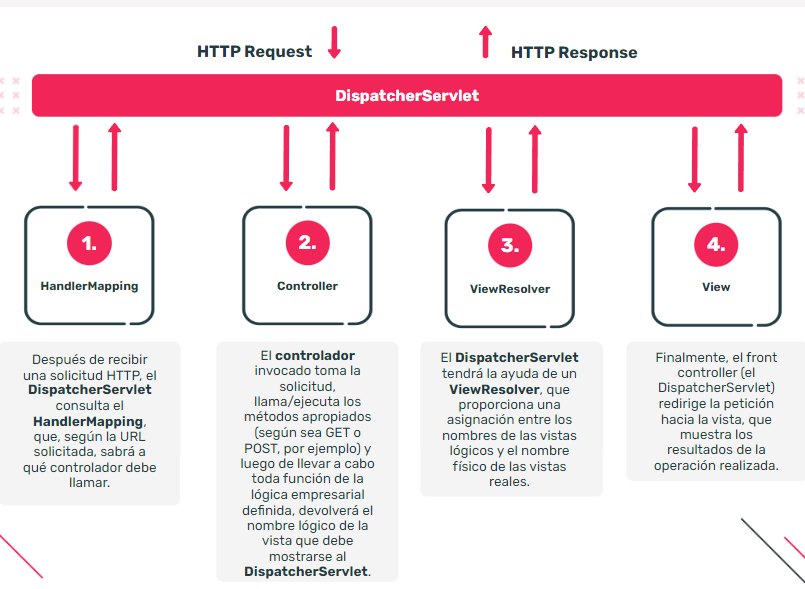 HTTP Request
HTTP Response
DispatcherServlet
1.
HandlerMapping
2.
Controller
3.
ViewResolver
4.
View
Después de recibir
una solicitud HTTP, el
DispatcherServlet
consulta el
HandlerMapping,
que, según la URL
solicitada, sabrá a
qué controlador debe
llamar.
El controlador
invocado toma la
solicitud,
llama/ejecuta los
métodos apropiados
(según sea GET o
POST, por ejemplo) y
luego de llevar a cabo
toda función de la
lógica empresarial
definida, devolverá el
nombre lógico de la
vista que debe
mostrarse al
DispatcherServlet.
El DispatcherServlet
tendrá la ayuda de un
ViewResolver, que
proporciona una
asignación entre los
nombres de las vistas
lógicos y el nombre
físico de las vistas
reales.
Finalmente, el front
controller (el
DispatcherServlet)
redirige la petición
hacia la vista, que
muestra los
resultados de la
operación realizada.